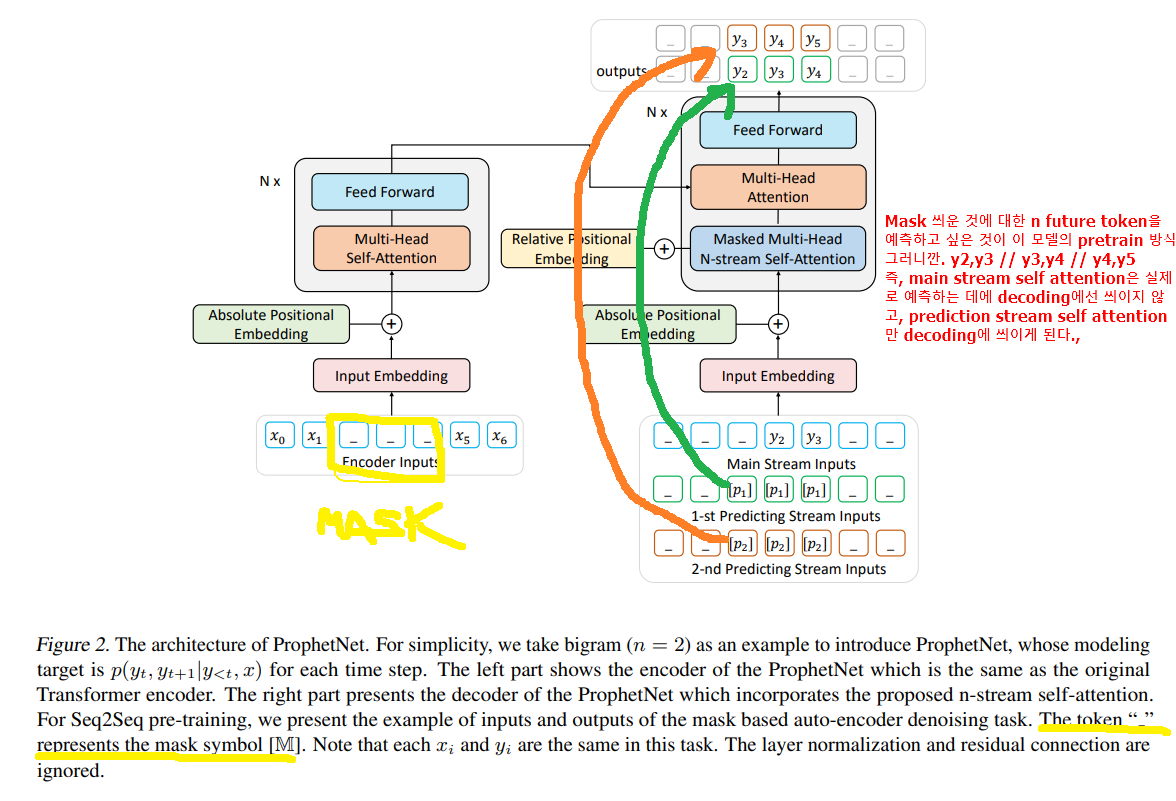 _ _ y3 y4 y5 _ _
outputs _ _ y2 y3 y4 _ _
N x
Feed Forward
Multi-Head
Attention
Masked Multi-Head
N-stream Self-Attention
Relative Positional
Embedding
+
Absolute Positional
Embedding
+
Input Embedding
_ _ _ y2 y3 _ _
Main Stream Inputs
_ _ [p1] [p1] [p1] _ _
1-st Predicting Stream Inputs
_ _ [p2] [p2] [p2] _ _
2-nd Predicting Stream Inputs
N x
Feed Forward
Multi-Head
Self-Attention
Absolute Positional
Embedding
+
Input Embedding
x0 x1 _ _ _ x5 x6
Encoder Inputs
MASK
Mask 씌운 것에 대한 n future token을
예측하고 싶은 것이 이 모델의 pretrain 방식
그러니깐. y2,y3 // y3,y4 // y4,y5
즉, main stream self attention은 실제
로 예측하는 데에 decoding에선 씌이지 않
고, prediction stream self attention
만 decoding에 씌이게 된다.,
Figure 2. The architecture of ProphetNet. For simplicity, we take bigram (n = 2) as an example to introduce ProphetNet, whose modeling
target is p(yt, yt+1|y<t, x) for each time step. The left part shows the encoder of the ProphetNet which is the same as the original
Transformer encoder. The right part presents the decoder of the ProphetNet which incorporates the proposed n-stream self-attention.
For Seq2Seq pre-training, we present the example of inputs and outputs of the mask based auto-encoder denoising task. The token “_”
represents the mask symbol [M]. Note that each xi and yi are the same in this task. The layer normalization and residual connection are
ignored.